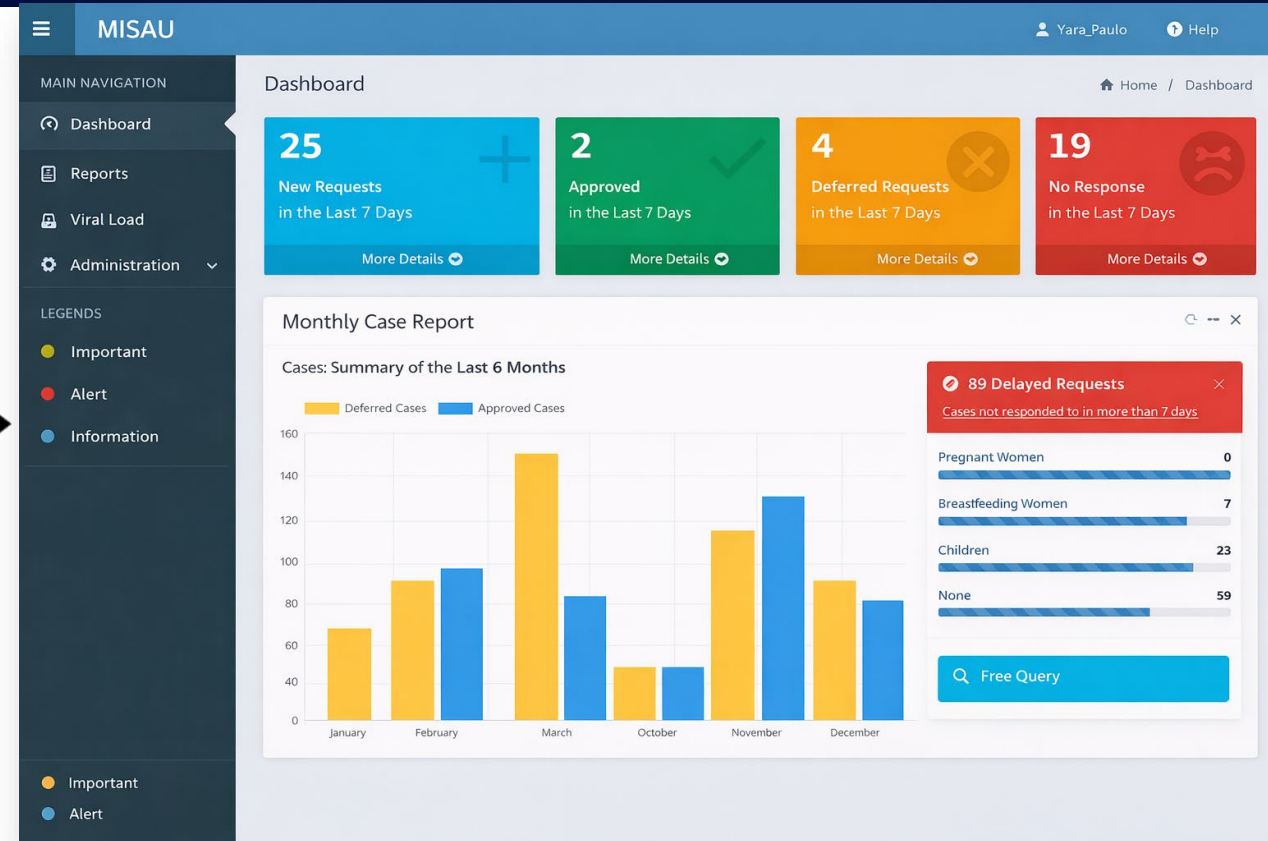 MISAU
Yara_Paulo
Help
MAIN NAVIGATION
Dashboard
Reports
Viral Load
Administration
LEGENDS
Important
Alert
Information
Important
Alert
Dashboard
Home / Dashboard
25
New Requests
in the Last 7 Days
More Details
2
Approved
in the Last 7 Days
More Details
4
Deferred Requests
in the Last 7 Days
More Details
19
No Response
in the Last 7 Days
More Details
Monthly Case Report
Cases: Summary of the Last 6 Months
Deferred Cases Approved Cases
160
140
120
100
80
60
40
0
January February March October November December
89 Delayed Requests
Cases not responded to in more than 7 days
Pregnant Women 0
Breastfeeding Women 7
Children 23
None 59
Free Query